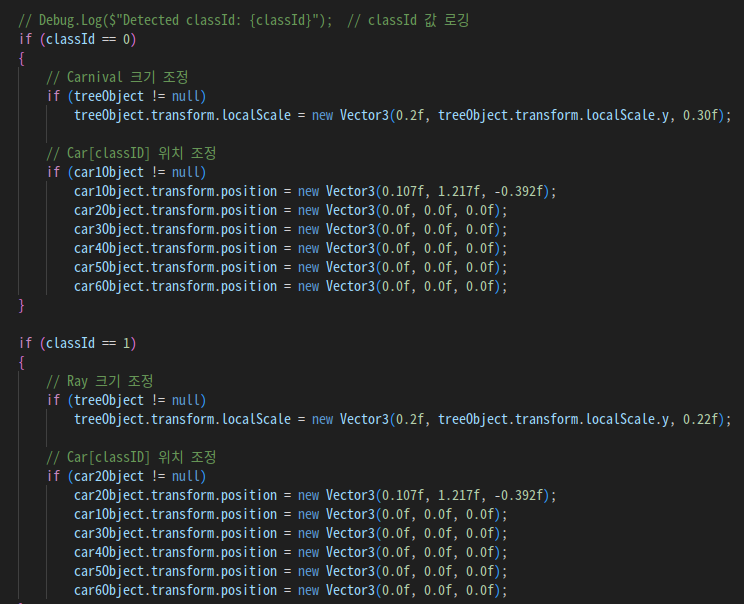 // Debug.Log($"Detected classId: {classId}");  // classId 값 로깅
if (classId == 0)
{
    // Carnival 크기 조정
    if (treeObject != null)
        treeObject.transform.localScale = new Vector3(0.2f, treeObject.transform.localScale.y, 0.30f);
    // Car[classID] 위치 조정
    if (car1Object != null)
        car1Object.transform.position = new Vector3(0.107f, 1.217f, -0.392f);
        car2Object.transform.position = new Vector3(0.0f, 0.0f, 0.0f);
        car3Object.transform.position = new Vector3(0.0f, 0.0f, 0.0f);
        car4Object.transform.position = new Vector3(0.0f, 0.0f, 0.0f);
        car5Object.transform.position = new Vector3(0.0f, 0.0f, 0.0f);
        car6Object.transform.position = new Vector3(0.0f, 0.0f, 0.0f);
}
if (classId == 1)
{
    // Ray 크기 조정
    if (treeObject != null)
        treeObject.transform.localScale = new Vector3(0.2f, treeObject.transform.localScale.y, 0.22f);
    // Car[classID] 위치 조정
    if (car2Object != null)
        car2Object.transform.position = new Vector3(0.107f, 1.217f, -0.392f);
        car1Object.transform.position = new Vector3(0.0f, 0.0f, 0.0f);
        car3Object.transform.position = new Vector3(0.0f, 0.0f, 0.0f);
        car4Object.transform.position = new Vector3(0.0f, 0.0f, 0.0f);
        car5Object.transform.position = new Vector3(0.0f, 0.0f, 0.0f);
        car6Object.transform.position = new Vector3(0.0f, 0.0f, 0.0f);